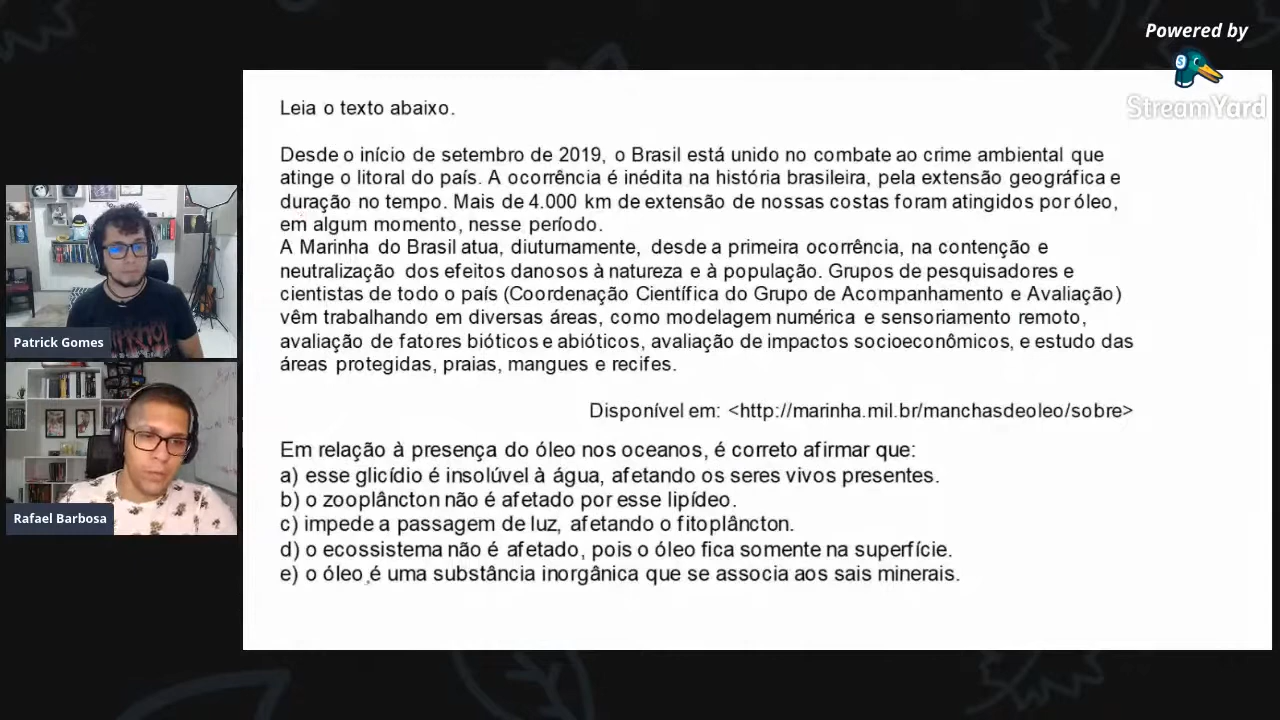 Powered by
StreamYard
Leia o texto abaixo.
Desde o início de setembro de 2019, o Brasil está unido no combate ao crime ambiental que
atinge o litoral do país. A ocorrência é inédita na história brasileira, pela extensão geográfica e
duração no tempo. Mais de 4.000 km de extensão de nossas costas foram atingidos por óleo,
em algum momento, nesse período.
A Marinha do Brasil atua, diuturnamente, desde a primeira ocorrência, na contenção e
neutralização dos efeitos danosos à natureza e à população. Grupos de pesquisadores e
cientistas de todo o país (Coordenação Científica do Grupo de Acompanhamento e Avaliação)
vêm trabalhando em diversas áreas, como modelagem numérica e sensoriamento remoto,
avaliação de fatores bióticos e abióticos, avaliação de impactos socioeconômicos, e estudo das
áreas protegidas, praias, mangues e recifes.
Disponível em: <http://marinha.mil.br/manchasdeoleo/sobre>
Em relação à presença do óleo nos oceanos, é correto afirmar que:
a) esse glicídio é insolúvel à água, afetando os seres vivos presentes.
b) o zooplâncton não é afetado por esse lipídeo.
c) impede a passagem de luz, afetando o fitoplâncton.
d) o ecossistema não é afetado, pois o óleo fica somente na superfície.
e) o óleo é uma substância inorgânica que se associa aos sais minerais.
Patrick Gomes
Rafael Barbosa